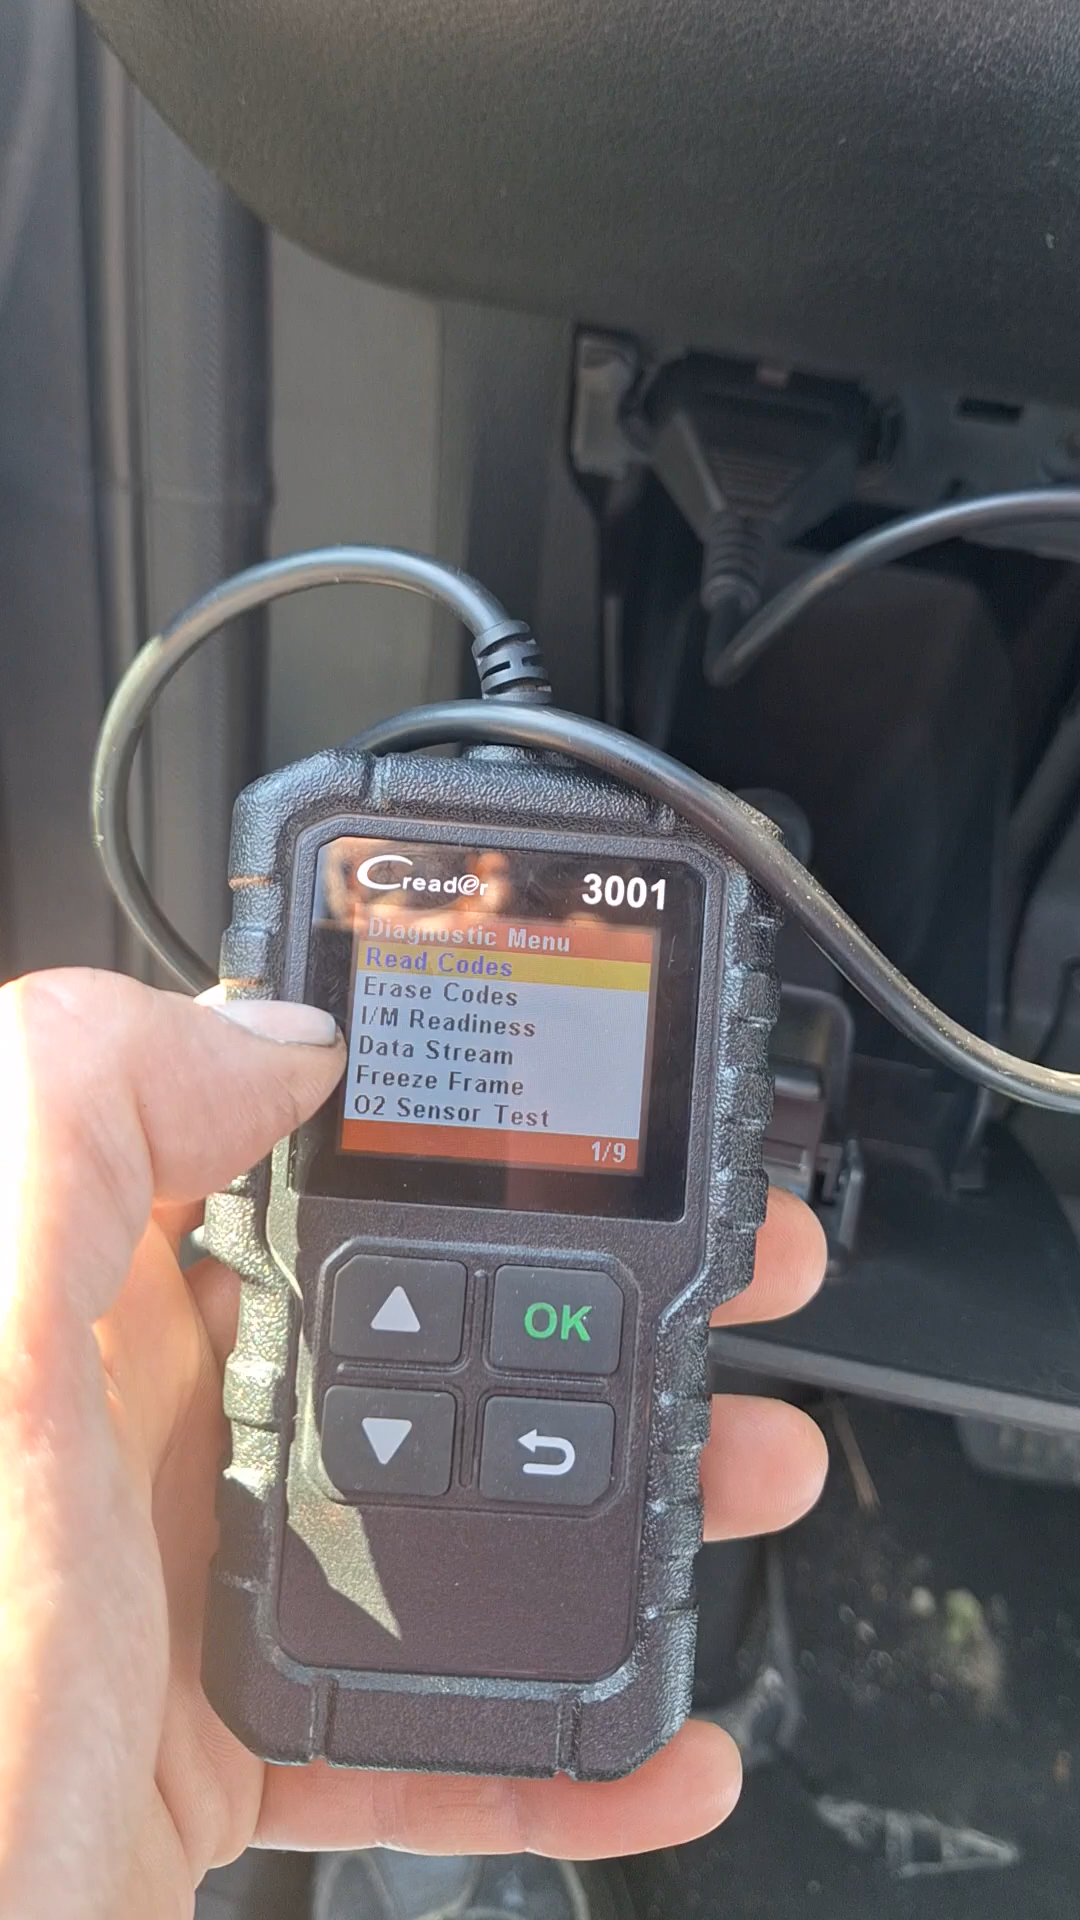 Creader 3001
Diagnostic Menu
Read Codes
Erase Codes
I/M Readiness
Data Stream
Freeze Frame
O2 Sensor Test
1/9
OK